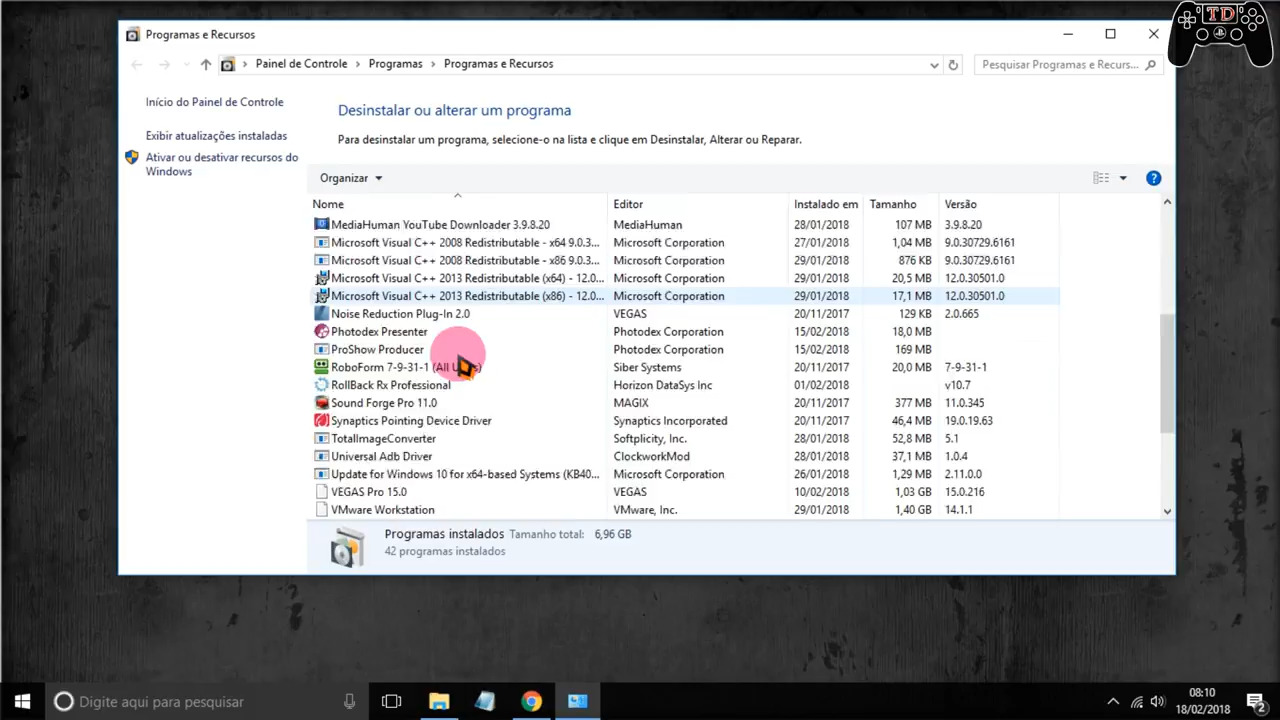 TD
Programas e Recursos
Painel de Controle > Programas > Programas e Recursos
Pesquisar Programas e Recurs...
Início do Painel de Controle
Exibir atualizações instaladas
Ativar ou desativar recursos do
Windows
Desinstalar ou alterar um programa
Para desinstalar um programa, selecione-o na lista e clique em Desinstalar, Alterar ou Reparar.
Organizar
Nome Editor Instalado em Tamanho Versão
MediaHuman YouTube Downloader 3.9.8.20 MediaHuman 28/01/2018 107 MB 3.9.8.20
Microsoft Visual C++ 2008 Redistributable - x64 9.0.3... Microsoft Corporation 27/01/2018 1,04 MB 9.0.30729.6161
Microsoft Visual C++ 2008 Redistributable - x86 9.0.3... Microsoft Corporation 29/01/2018 876 KB 9.0.30729.6161
Microsoft Visual C++ 2013 Redistributable (x64) - 12.0... Microsoft Corporation 29/01/2018 20,5 MB 12.0.30501.0
Microsoft Visual C++ 2013 Redistributable (x86) - 12.0... Microsoft Corporation 29/01/2018 17,1 MB 12.0.30501.0
Noise Reduction Plug-In 2.0 VEGAS 20/11/2017 129 KB 2.0.665
Photodex Presenter Photodex Corporation 15/02/2018 18,0 MB
ProShow Producer Photodex Corporation 15/02/2018 169 MB
RoboForm 7-9-31-1 (All Siber Systems 20/11/2017 20,0 MB 7-9-31-1
RollBack Rx Professional Horizon DataSys Inc 01/02/2018 v10.7
Sound Forge Pro 11.0 MAGIX 20/11/2017 377 MB 11.0.345
Synaptics Pointing Device Driver Synaptics Incorporated 20/11/2017 46,4 MB 19.0.19.63
TotalImageConverter Softplicity, Inc. 28/01/2018 52,8 MB 5.1
Universal Adb Driver ClockworkMod 28/01/2018 37,1 MB 1.0.4
Update for Windows 10 for x64-based Systems (KB40... Microsoft Corporation 26/01/2018 1,29 MB 2.11.0.0
VEGAS Pro 15.0 VEGAS 10/02/2018 1,03 GB 15.0.216
VMware Workstation VMware, Inc. 29/01/2018 1,40 GB 14.1.1
Programas instalados Tamanho total: 6,96 GB
42 programas instalados
Digite aqui para pesquisar
08:10
18/02/2018
2